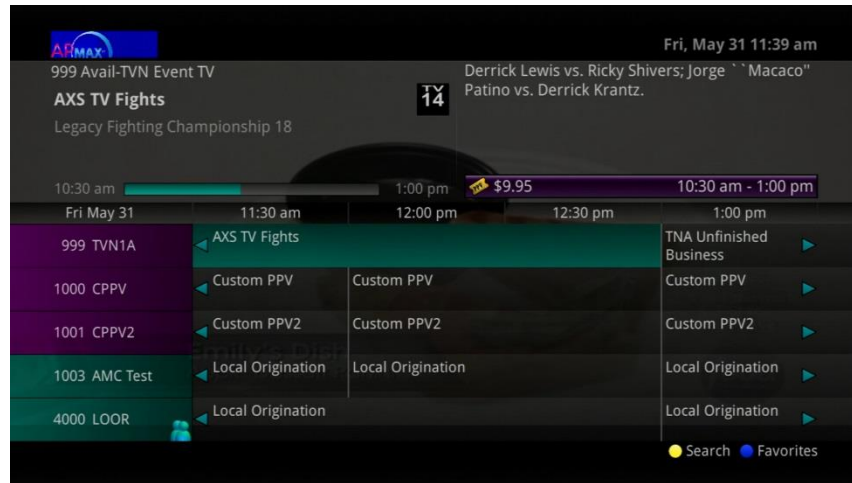 ARMAX
Fri, May 31 11:39 am
999 Avail-TVN Event TV
AXS TV Fights
Legacy Fighting Championship 18
TV
14
Derrick Lewis vs. Ricky Shivers; Jorge ``Macaco"
Patino vs. Derrick Krantz.
10:30 am 1:00 pm
PPV $9.95 10:30 am - 1:00 pm
Fri May 31 11:30 am 12:00 pm 12:30 pm 1:00 pm
999 TVN1A AXS TV Fights TNA Unfinished
Business
1000 CPPV Custom PPV Custom PPV Custom PPV
1001 CPPV2 Custom PPV2 Custom PPV2 Custom PPV2
Emily's Dish
1003 AMC Test Local Origination Local Origination Local Origination
4000 LOOR Local Origination Local Origination
Search Favorites